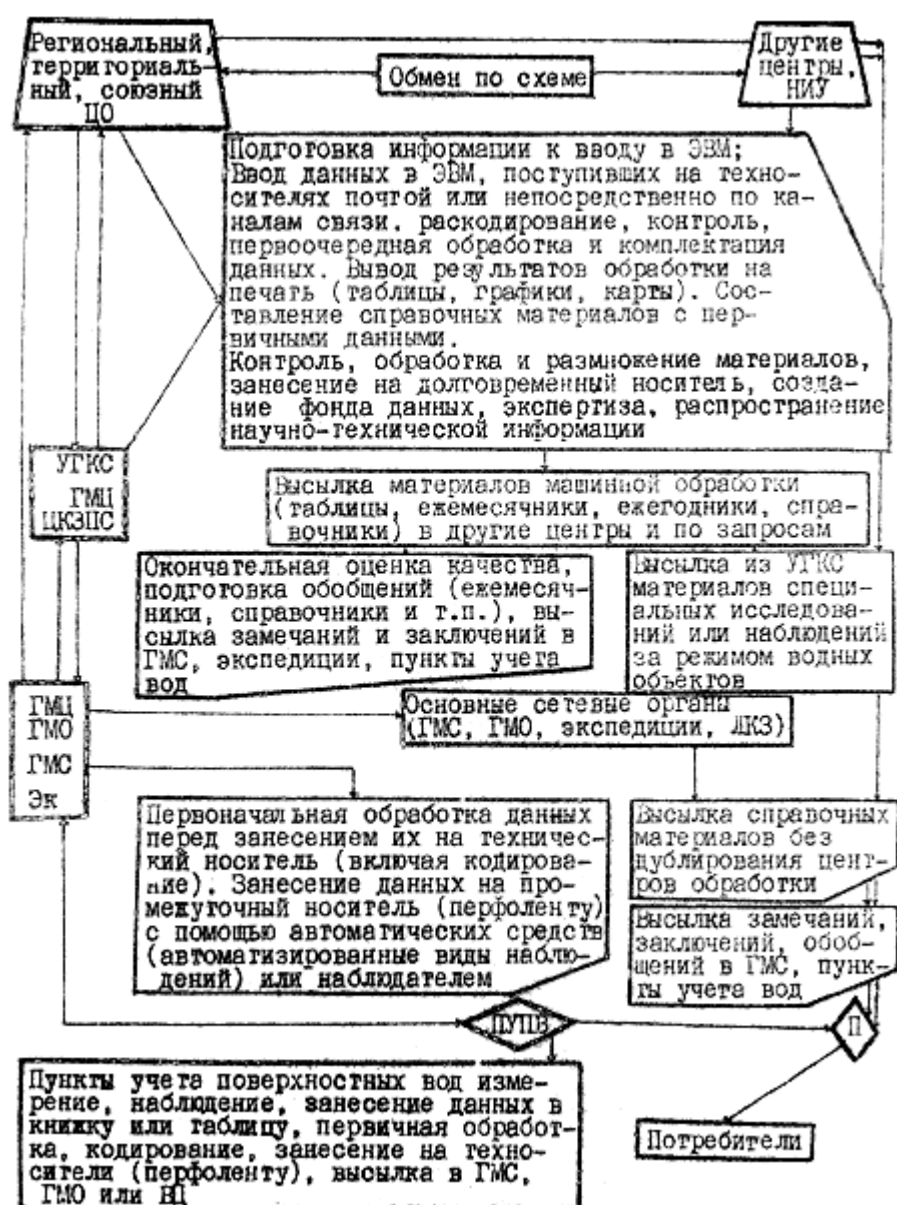 Региональный,
территориаль-
ный, союзный
ЦО
Обмен по схеме
Другие
центры,
НИУ
Подготовка информации к вводу в ЭВМ;
Ввод данных в ЭВМ, поступивших на техно-
сителях почтой или непосредственно по ка-
налам связи. раскодирование, контроль,
первоочередная обработка и комплектация
данных. Вывод результатов обработки на
печать (таблицы, графики, карты). Сос-
тавление справочных материалов с пер-
вичными данными.
Контроль, обработка и размножение материалов,
занесение на долговременный носитель, созда-
ние фонда данных, экспертиза, распространение
научно-технической информации
УГКС
ГМЦ
ЦКЗПС
Высылка материалов машинной обработки
(таблицы, ежемесячники, ежегодники, спра-
вочники) в другие центры и по запросам
Окончательная оценка качества,
подготовка обобщений (ежемесяч-
ники, справочники и т.п.), вы-
сылка замечаний и заключений в
ГМС, экспедиции, пункты учета
вод
Высылка из УГКС
материалов специ-
альных исследова-
ний или наблюдений
за режимом водных
объектов
ГМЦ
ГМО
ГМС
Эк
Основные сетевые органы
(ГМС, ГМО, экспедиции, ЛКЗ)
Первоначальная обработка данных
перед занесением их на техничес-
кий носитель (включая кодирова-
ние). Занесение данных на про-
межуточный носитель (перфоленту)
с помощью автоматических средств
(автоматизированные виды наблю-
дений) или наблюдателем
Высылка справочных
материалов без
дублирования цент-
ров обработки
Высылка замечаний,
заключений, обоб-
щений в ГМС, пунк-
ты учета вод
ПУПВ
П
Пункты учета поверхностных вод изме-
рение, наблюдение, занесение данных в
книжку или таблицу, первичная обработ-
ка, кодирование, занесение на техно-
сители (перфоленту), высылка в ГМС,
ГМО или ВЦ
Потребители